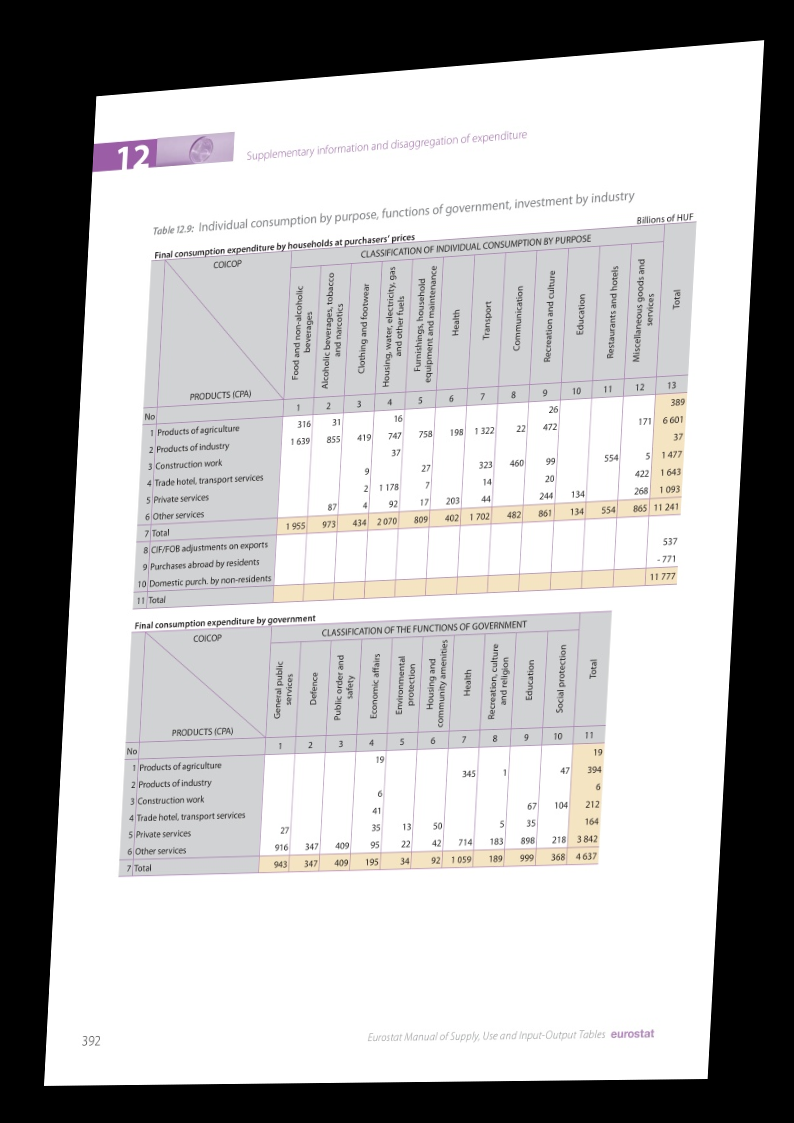 12
Supplementary information and disaggregation of expenditure
Table 12.9: Individual consumption by purpose, functions of government, investment by industry
Billions of HUF
Final consumption expenditure by households at purchasers' prices
COICOP
CLASSIFICATION OF INDIVIDUAL CONSUMPTION BY PURPOSE
Food and non-alcoholic
beverages
Alcoholic beverages, tobacco
and narcotics
Clothing and footwear
Housing, water, electricity, gas
and other fuels
Furnishings, household
equipment and maintenance
Health
Transport
Communication
Recreation and culture
Education
Restaurants and hotels
Miscellaneous goods and
services
Total
PRODUCTS (CPA)
No 1 2 3 4 5 6 7 8 9 10 11 12 13
1 Products of agriculture 316 31 16 26 389
2 Products of industry 1 639 855 419 747 758 198 1 322 22 472 171 6 601
3 Construction work 37 37
4 Trade hotel, transport services 9 27 323 460 99 554 5 1 477
5 Private services 2 1 178 7 14 20 422 1 643
6 Other services 87 4 92 17 203 44 244 134 268 1 093
7 Total 1 955 973 434 2 070 809 402 1 702 482 861 134 554 865 11 241
8 CIF/FOB adjustments on exports
9 Purchases abroad by residents 537
10 Domestic purch. by non-residents - 771
11 Total 11 777
Final consumption expenditure by government
COICOP
CLASSIFICATION OF THE FUNCTIONS OF GOVERNMENT
General public
services
Defence
Public order and
safety
Economic affairs
Environmental
protection
Housing and
community amenities
Health
Recreation, culture
and religion
Education
Social protection
Total
PRODUCTS (CPA)
No 1 2 3 4 5 6 7 8 9 10 11
1 Products of agriculture 19 19
2 Products of industry 345 1 47 394
3 Construction work 6 6
4 Trade hotel, transport services 41 67 104 212
5 Private services 27 35 13 50 5 35 164
6 Other services 916 347 409 95 22 42 714 183 898 218 3 842
7 Total 943 347 409 195 34 92 1 059 189 999 368 4 637
392
Eurostat Manual of Supply, Use and Input-Output Tables eurostat